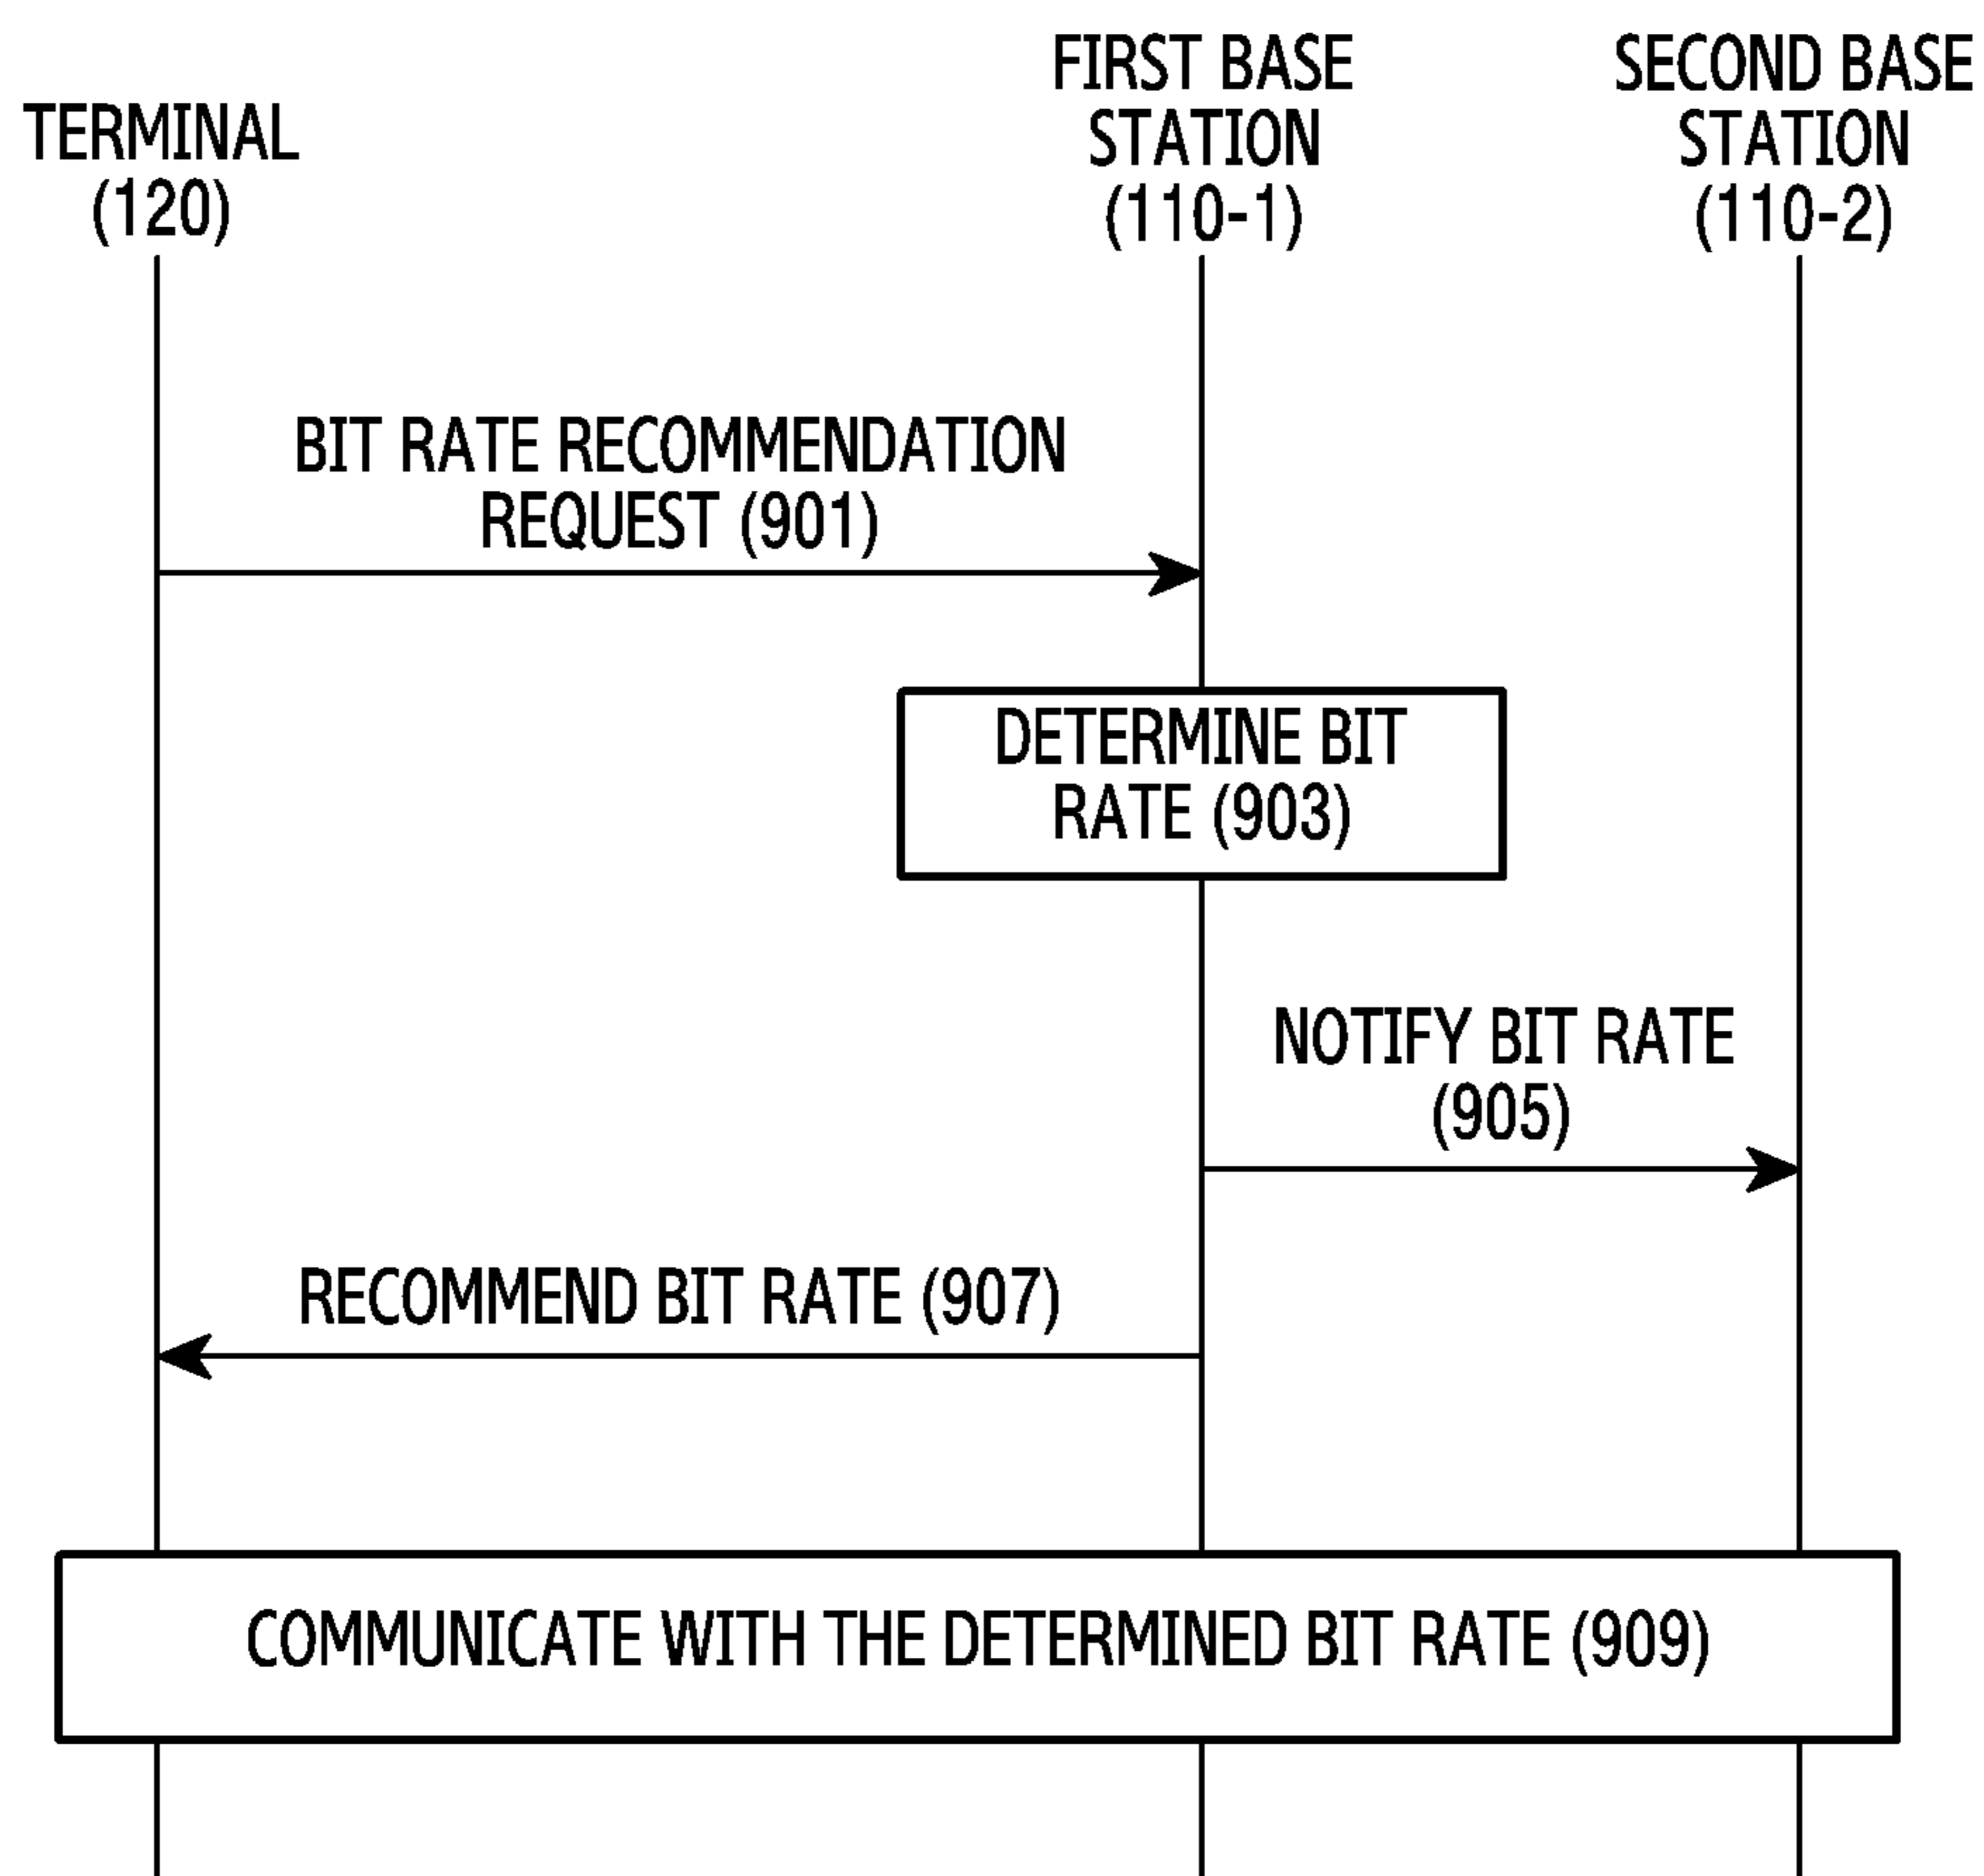 TERMINAL
(120)
FIRST BASE
STATION
(110-1)
SECOND BASE
STATION
(110-2)
BIT RATE RECOMMENDATION
REQUEST (901)
DETERMINE BIT
RATE (903)
NOTIFY BIT RATE
(905)
RECOMMEND BIT RATE (907)
COMMUNICATE WITH THE DETERMINED BIT RATE (909)